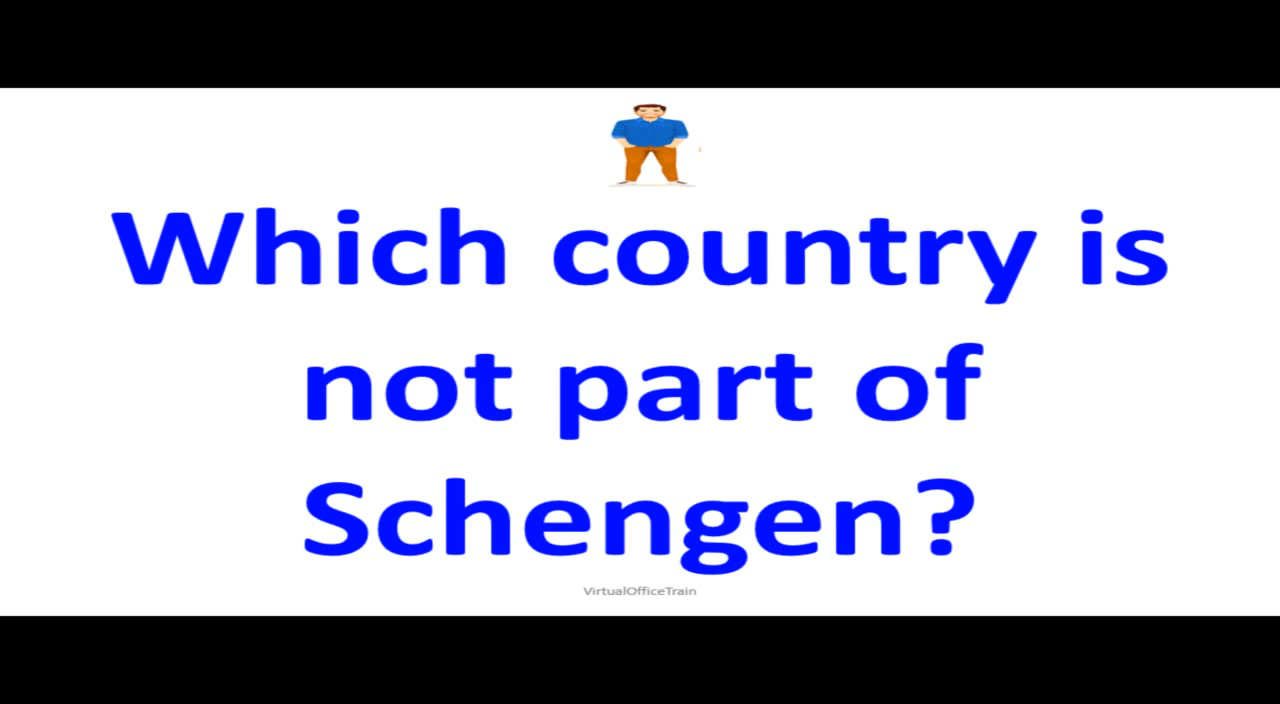 Which country is
not part of
Schengen?
VirtualOfficeTrain